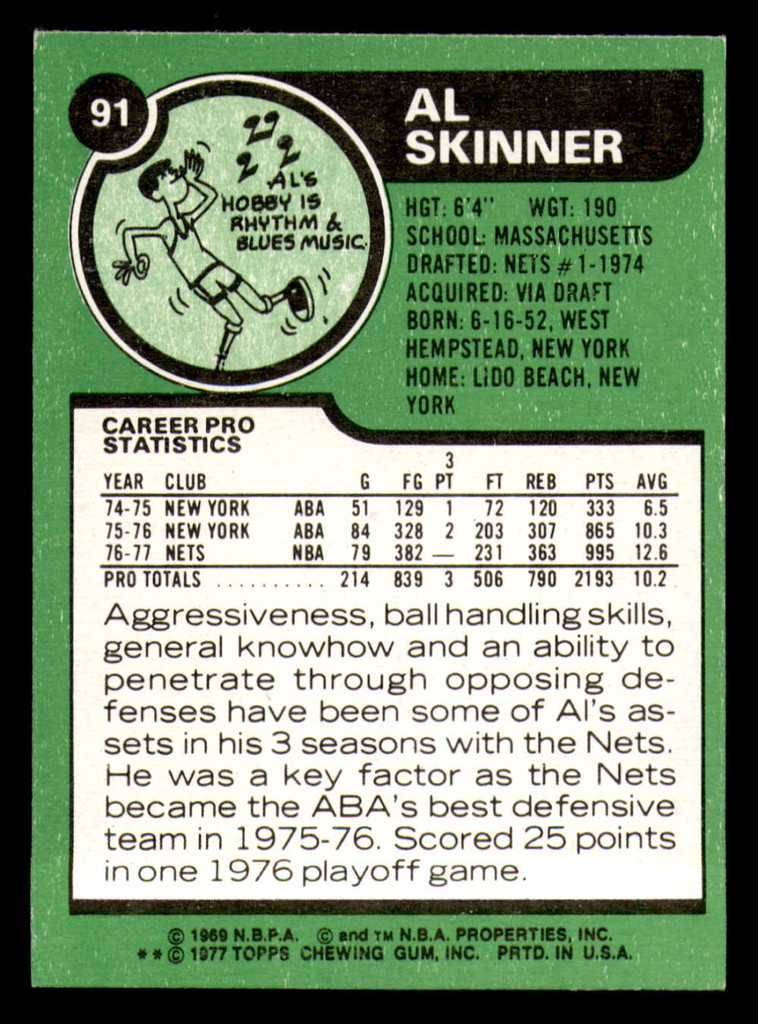 91
AL
SKINNER
AL'S
HOBBY IS
RHYTHM &
BLUES MUSIC.
HGT: 6'4" WGT: 190
SCHOOL: MASSACHUSETTS
DRAFTED: NETS #1-1974
ACQUIRED: VIA DRAFT
BORN: 6-16-52, WEST
HEMPSTEAD, NEW YORK
HOME: LIDO BEACH, NEW
YORK
CAREER PRO
STATISTICS
YEAR CLUB G FG 3 PT FT REB PTS AVG
74-75 NEW YORK ABA 51 129 1 72 120 333 6.5
75-76 NEW YORK ABA 84 328 2 203 307 865 10.3
76-77 NETS NBA 79 382 — 231 363 995 12.6
PRO TOTALS .......... 214 839 3 506 790 2193 10.2
Aggressiveness, ball handling skills,
general knowhow and an ability to
penetrate through opposing de-
fenses have been some of Al's as-
sets in his 3 seasons with the Nets.
He was a key factor as the Nets
became the ABA's best defensive
team in 1975-76. Scored 25 points
in one 1976 playoff game.
© 1969 N.B.P.A. © and TM N.B.A. PROPERTIES, INC.
**© 1977 TOPPS CHEWING GUM, INC. PRTD. IN U.S.A.